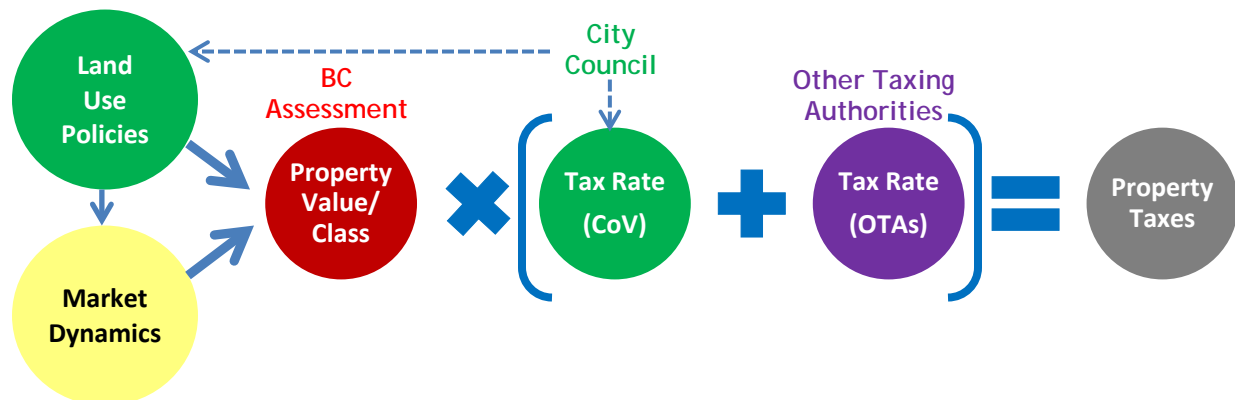 City
Council
Land
Use
Policies
BC
Assessment
Other Taxing
Authorities
Property
Value/
Class
Tax Rate
(CoV)
Tax Rate
(OTAs)
Property
Taxes
Market
Dynamics